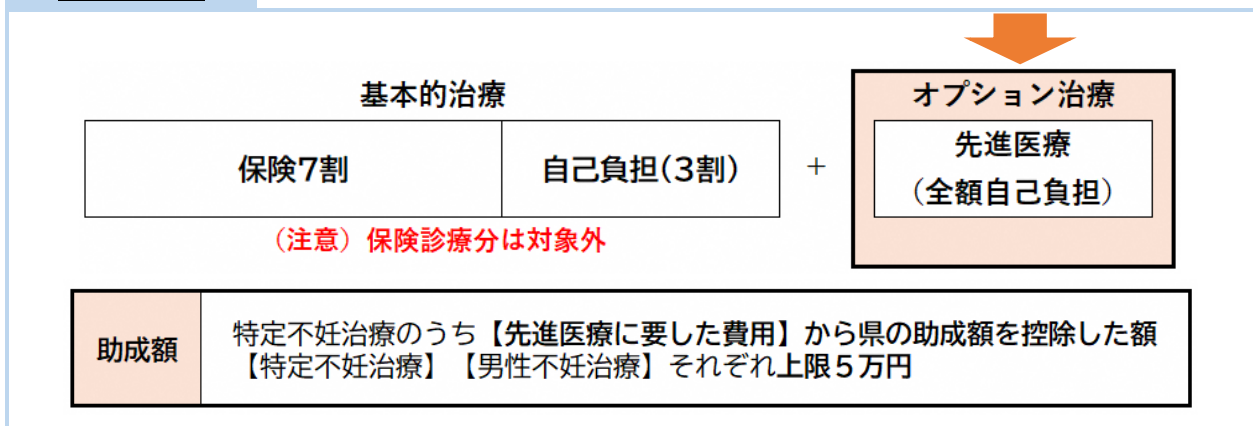 基本的治療
オプション治療
保険7割
自己負担(3割)
+
先進医療
（全額自己負担）
（注意）保険診療分は対象外
助成額
特定不妊治療のうち【先進医療に要した費用】から県の助成額を控除した額
【特定不妊治療】【男性不妊治療】それぞれ上限５万円